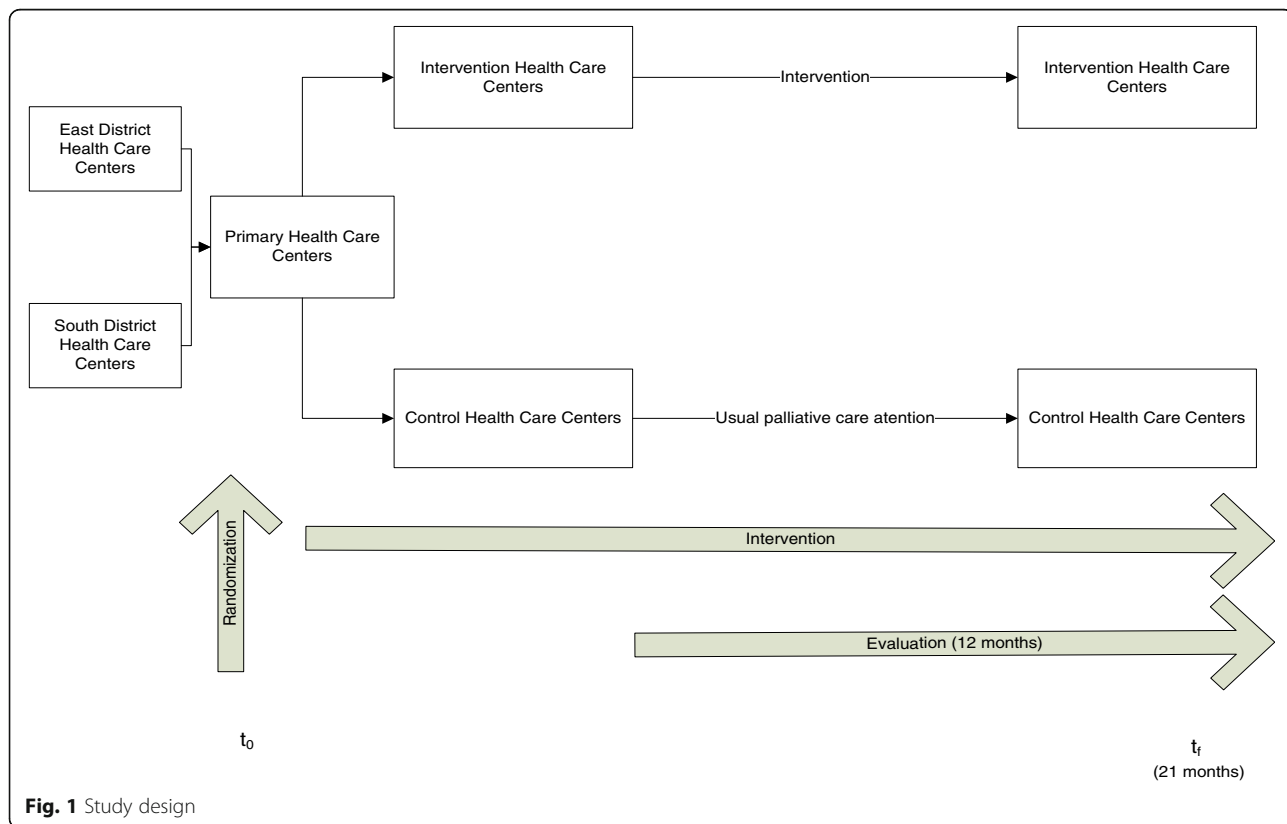 East District
Health Care
Centers
South District
Health Care
Centers
Primary Health Care
Centers
Intervention Health Care
Centers
Intervention
Intervention Health Care
Centers
Control Health Care Centers
Usual palliative care atention
Control Health Care Centers
Randomization
Intervention
Evaluation (12 months)
t0
tf
(21 months)
Fig. 1 Study design